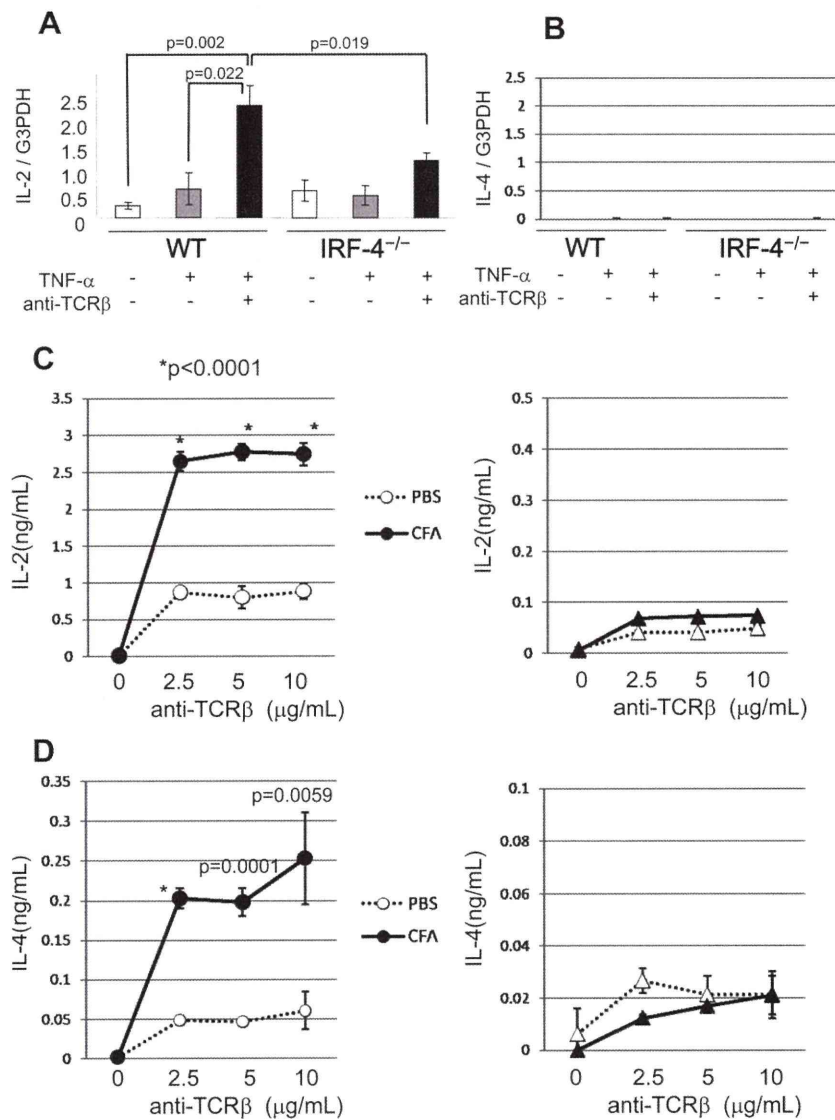 A
p=0.002
p=0.019
p=0.022
IL-2 / G3PDH
2.5
2.0
1.5
1.0
0.5
0
WT
IRF-4−/−
TNF-α - + + - + +
anti-TCRβ - - + - - +
B
IL-4 / G3PDH
2.5
2
1.5
1
0.5
0
WT
IRF-4−/−
- + + - + +
- - + - - +
C
*p<0.0001
IL-2(ng/mL)
3.5
3
2.5
2
1.5
1
0.5
0
* * *
0 2.5 5 10
anti-TCRβ (μg/mL)
PBS
CFA
IL-2(ng/mL)
0.5
0.4
0.3
0.2
0.1
0
0 2.5 5 10
anti-TCRβ (μg/mL)
D
IL-4(ng/mL)
0.35
0.3
0.25
0.2
0.15
0.1
0.05
0
p=0.0059
p=0.0001
*
0 2.5 5 10
anti-TCRβ (μg/mL)
PBS
CFA
IL-4(ng/mL)
0.1
0.08
0.06
0.04
0.02
0
0 2.5 5 10
anti-TCRβ (μg/mL)